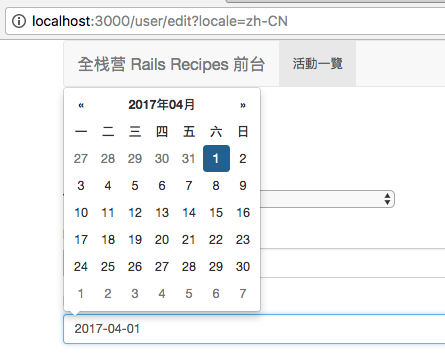 localhost:3000/user/edit?locale=zh-CN
全栈营 Rails Recipes 前台 活動一覽
« 2017年04月 »
一 二 三 四 五 六 日
27 28 29 30 31 1 2
3 4 5 6 7 8 9
10 11 12 13 14 15 16
17 18 19 20 21 22 23
24 25 26 27 28 29 30
1 2 3 4 5 6 7
2017-04-01